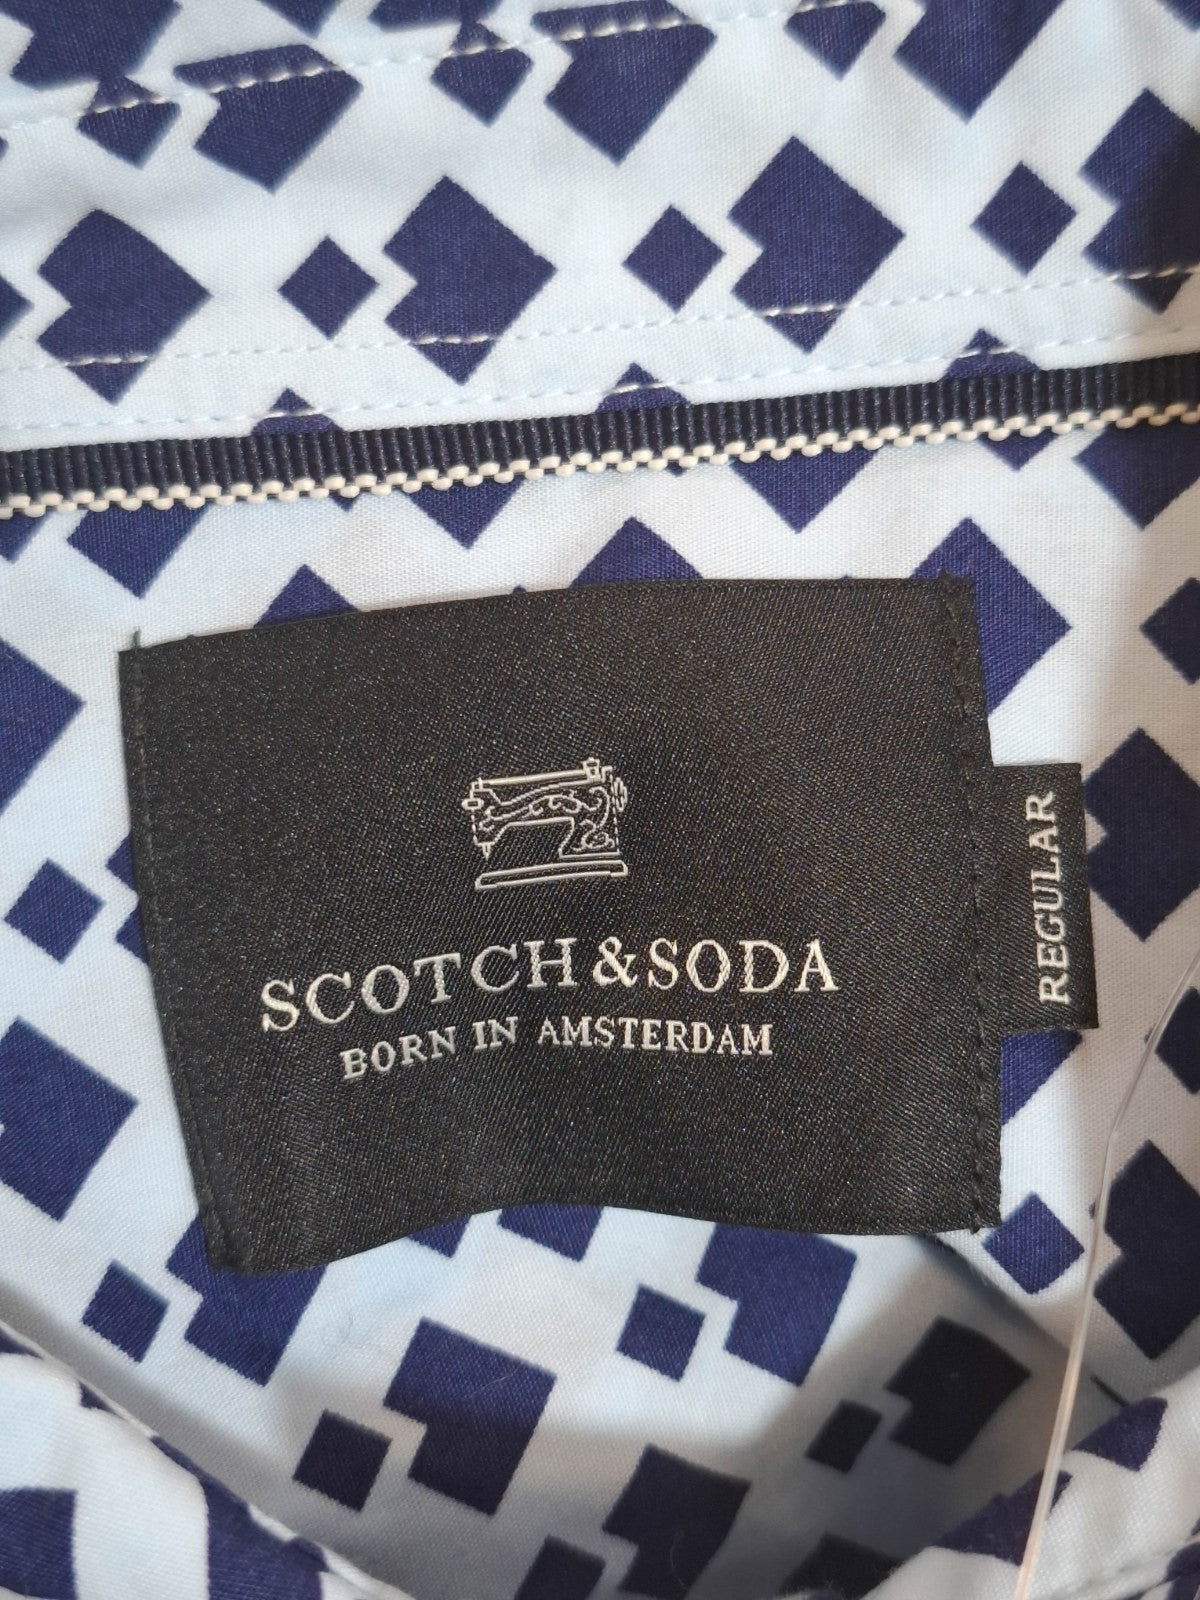 SCOTCH & SODA
BORN IN AMSTERDAM
REGULAR